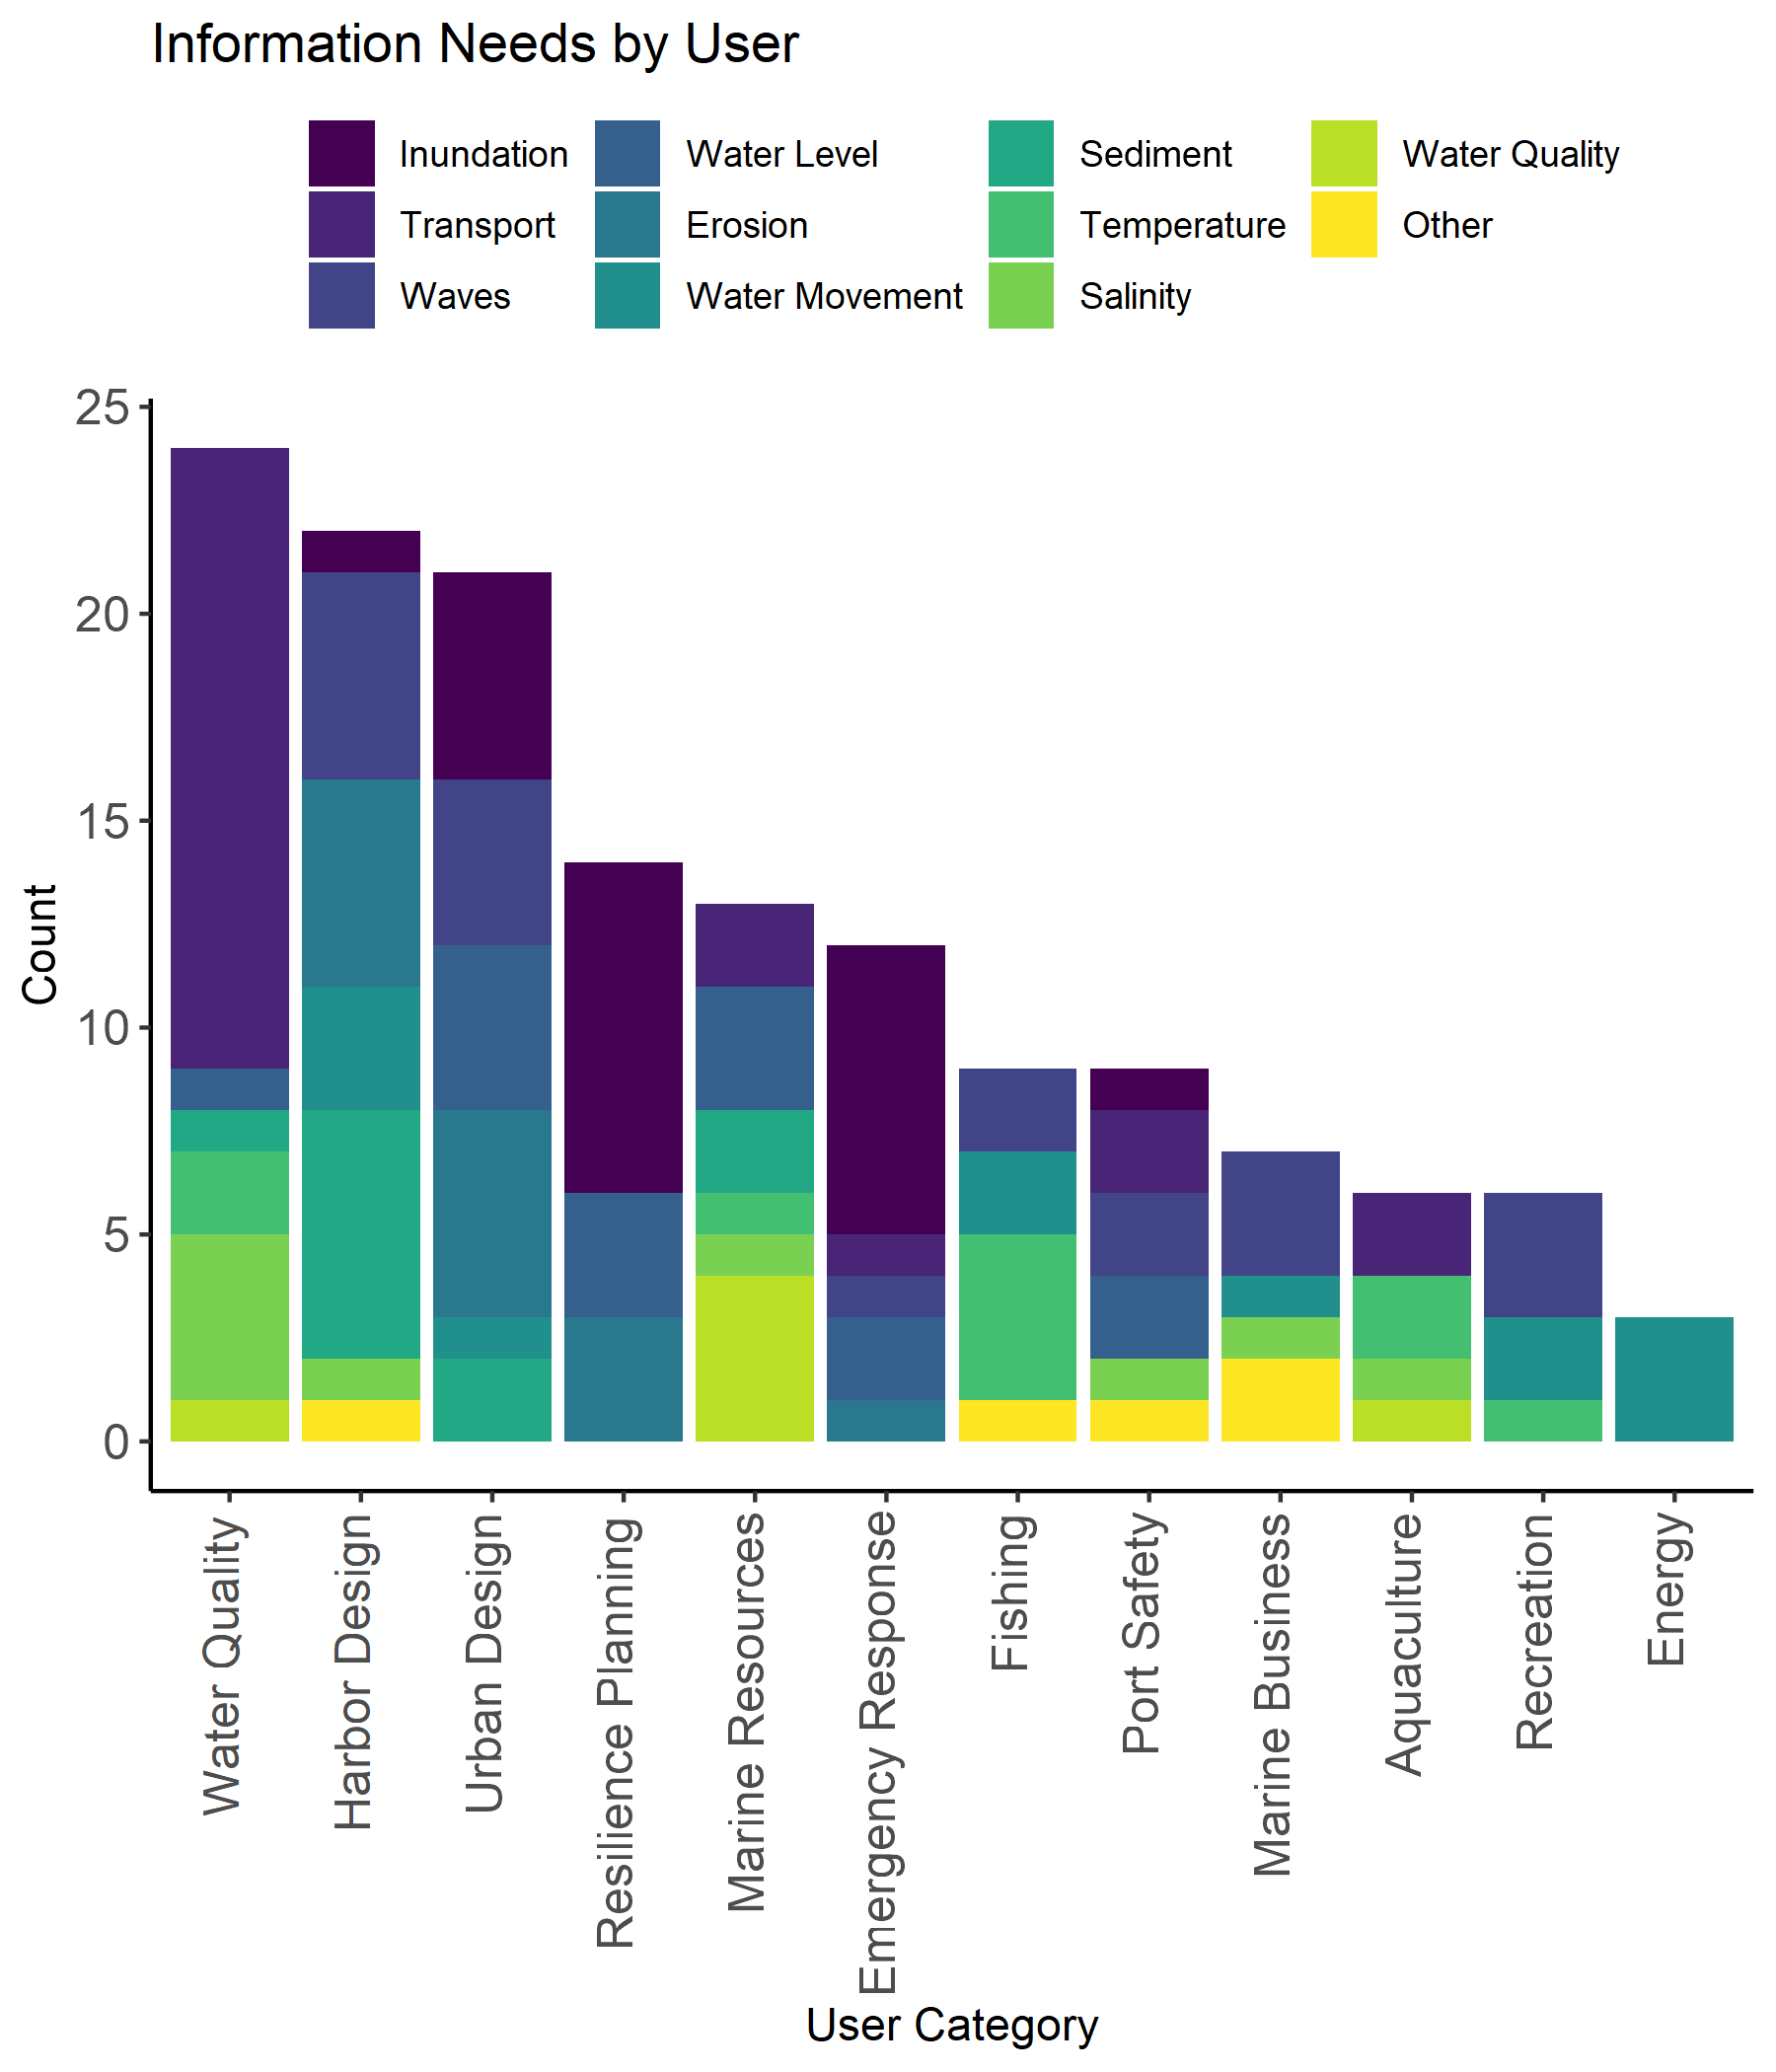 Information Needs by User
Inundation
Transport
Waves
Water Level
Erosion
Water Movement
Sediment
Temperature
Salinity
Water Quality
Other
Count
25
20
15
10
5
0
Water Quality
Harbor Design
Urban Design
Resilience Planning
Marine Resources
Emergency Response
Fishing
Port Safety
Marine Business
Aquaculture
Recreation
Energy
User Category